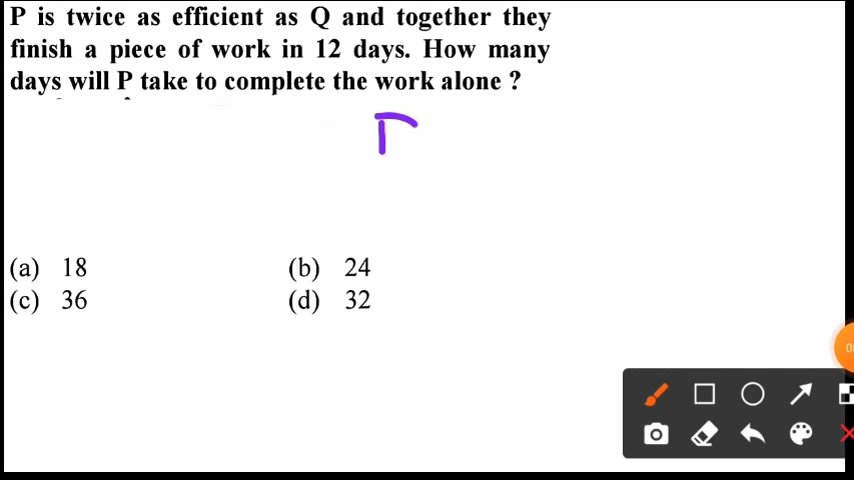 P is twice as efficient as Q and together they
finish a piece of work in 12 days. How many
days will P take to complete the work alone ?
(a) 18 (b) 24
(c) 36 (d) 32